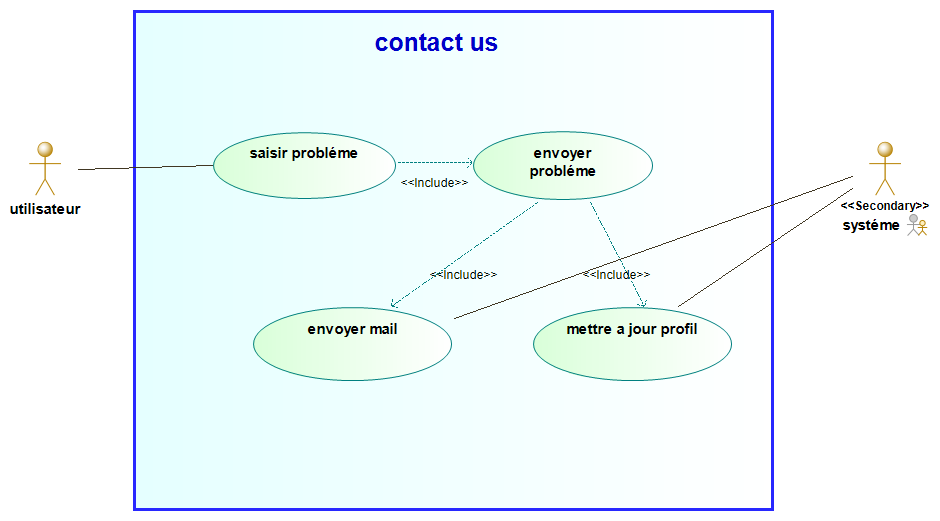 contact us
saisir probléme
envoyer
probléme
<<Include>>
utilisateur
<<Secondary>>
systéme
<<Include>>
<<Include>>
envoyer mail
mettre a jour profil